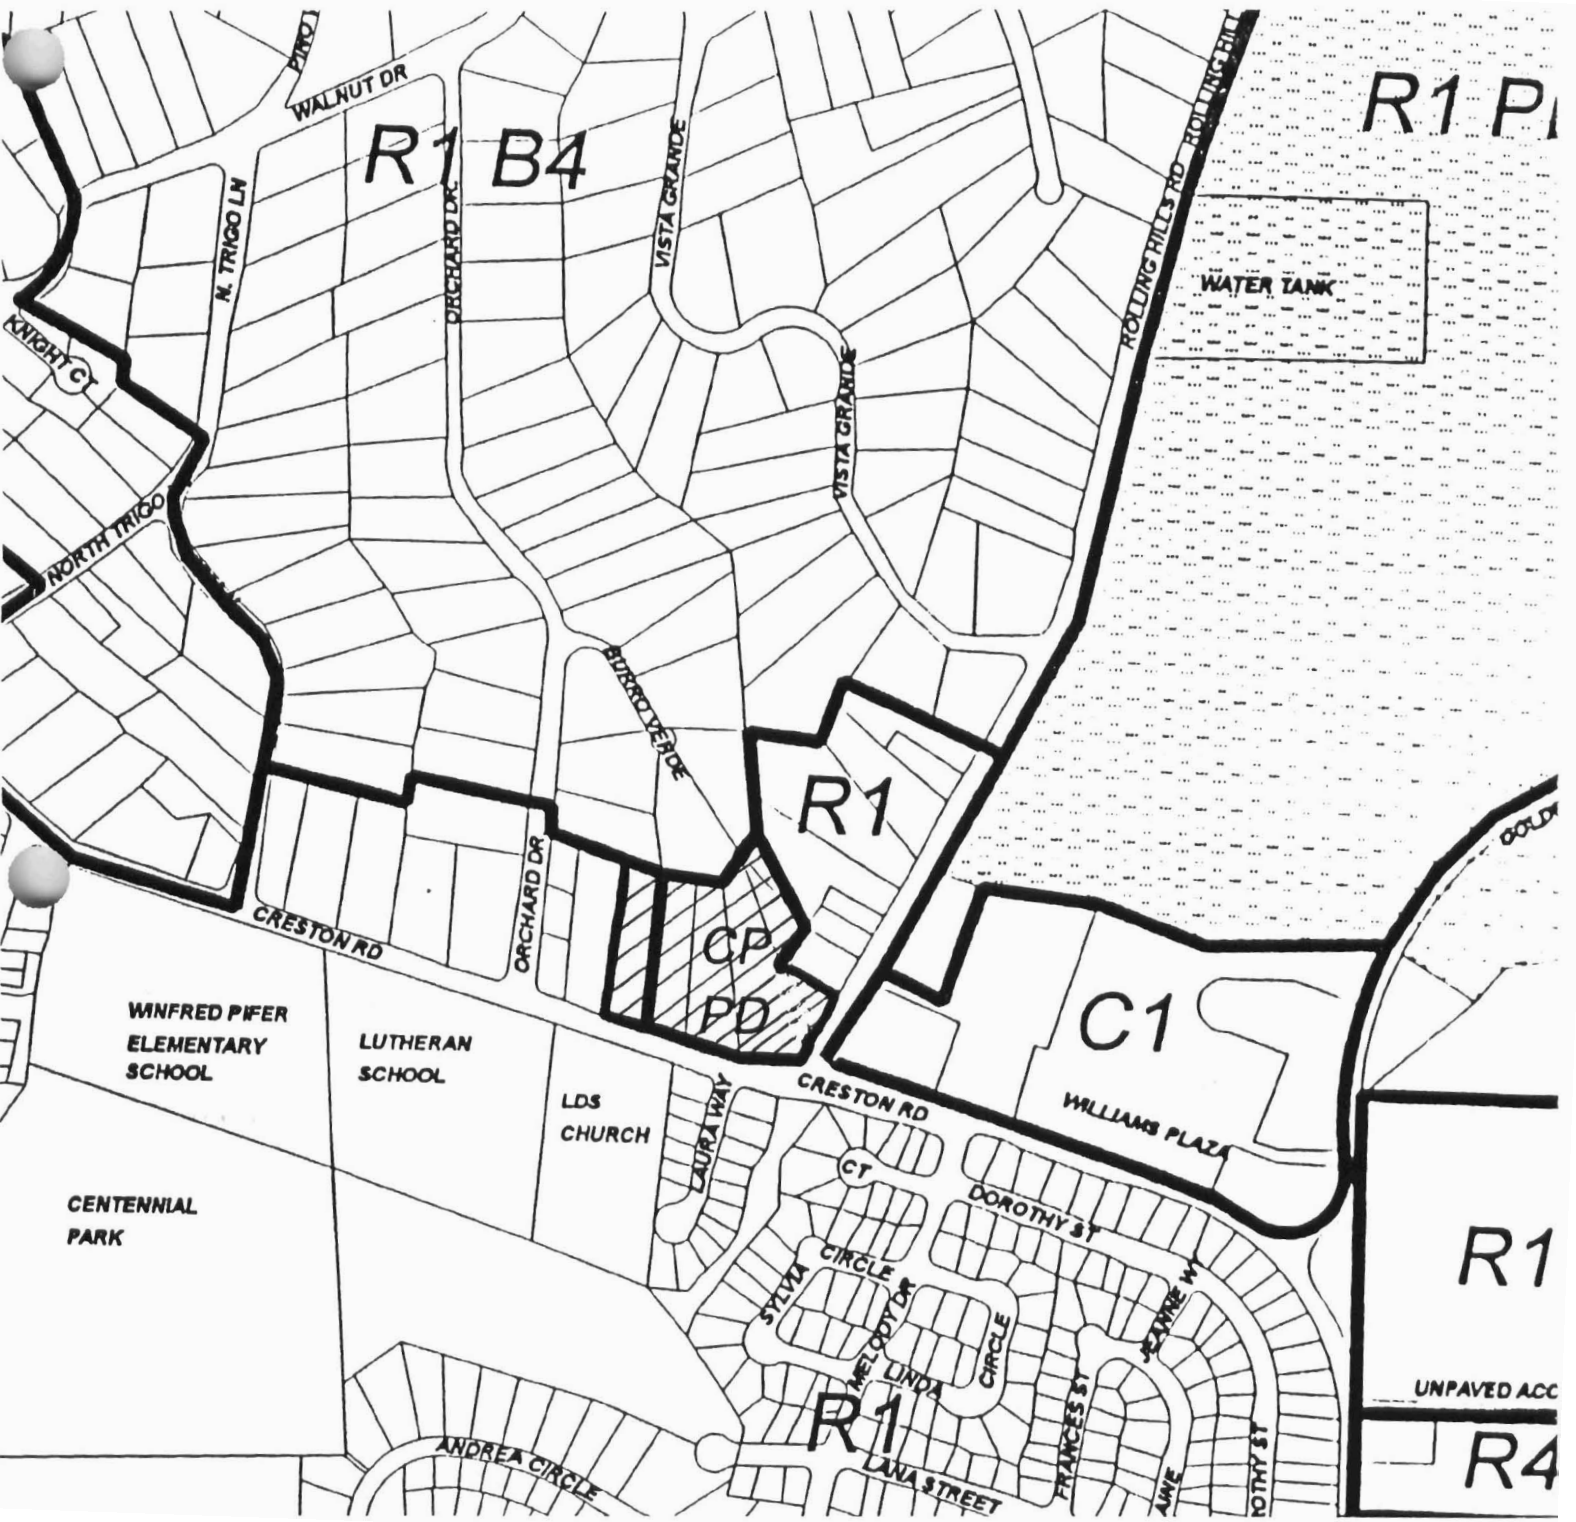 WALNUT DR
R1 B4
R1
N. TRIGO LN
ORCHARD DR.
VISTA GRANDE
ROLLING HILLS RD
WATER TANK
KNIGHT CT
VISTA GRANDE
NORTH TRIGO
BURRO VERDE
R1
ORCHARD DR
CRESTON RD
CP
PD
C1
WINFRED PIFER
ELEMENTARY
SCHOOL
LUTHERAN
SCHOOL
LDS
CHURCH
LAURA WAY
CRESTON RD
WILLIAMS PLAZA
CT
DOROTHY ST
CENTENNIAL
PARK
CIRCLE
SYLVIA
MELODY DR
LINDA
CIRCLE
JEANNE WY
R1
UNPAVED ACC
R1
FRANCES ST
ANDREA CIRCLE
LANA STREET
R4